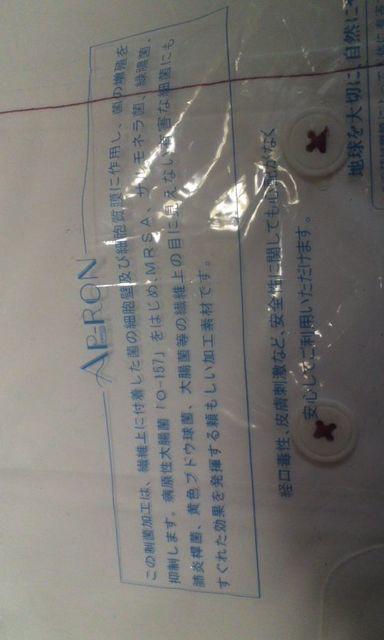 APERON
この制菌加工は、繊維上に付着した菌の細胞壁及び細胞質膜に作用し、菌の増殖を
抑制します。病原性大腸菌「O-157」をはじめ、MRSA、サルモネラ菌、緑膿菌、
肺炎桿菌、黄色ブドウ球菌、大腸菌等の繊維上の目に見えない有害な細菌にも
すぐれた効果を発揮する頼もしい加工素材です。
経口毒性、皮膚刺激など、安全性に関しても心配がなく
安心してご利用いただけます。
地球を大切に、自然に